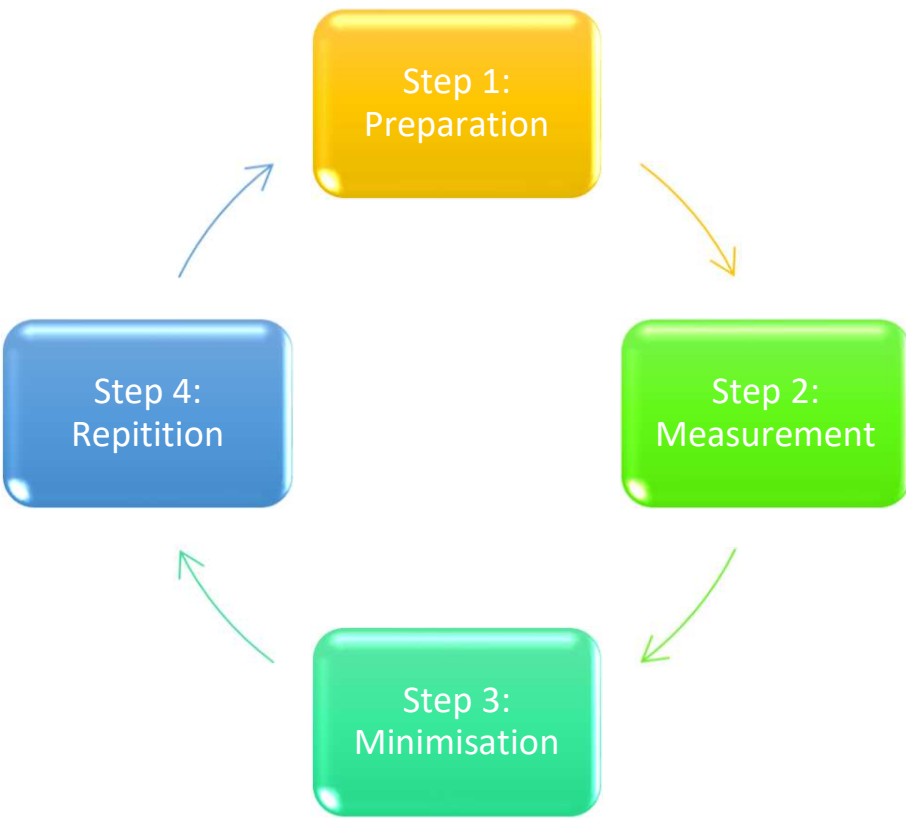 Step 1:
Preparation
Step 2:
Measurement
Step 3:
Minimisation
Step 4:
Repitition